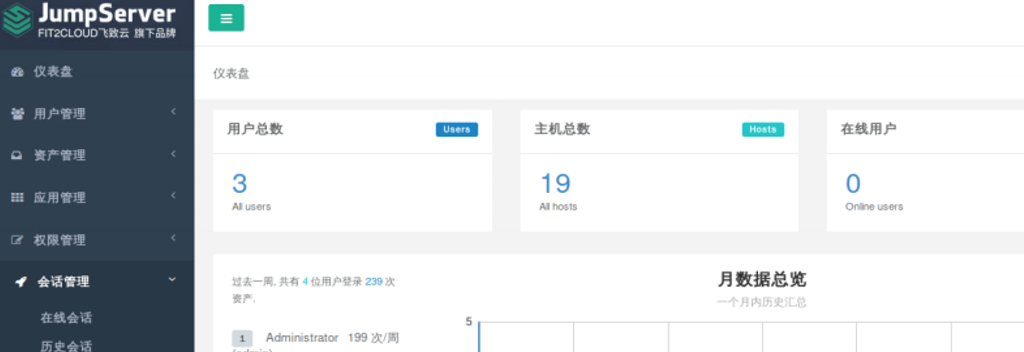 JumpServer
FIT2CLOUD飞致云 旗下品牌
仪表盘
用户管理
资产管理
应用管理
权限管理
会话管理
在线会话
历史会话
仪表盘
用户总数 Users
3
All users
主机总数 Hosts
19
All hosts
在线用户
0
Online users
过去一周, 共有 4 位用户登录 239 次
资产.
1 Administrator 199 次/周
(admin)
月数据总览
一个月内历史汇总
5